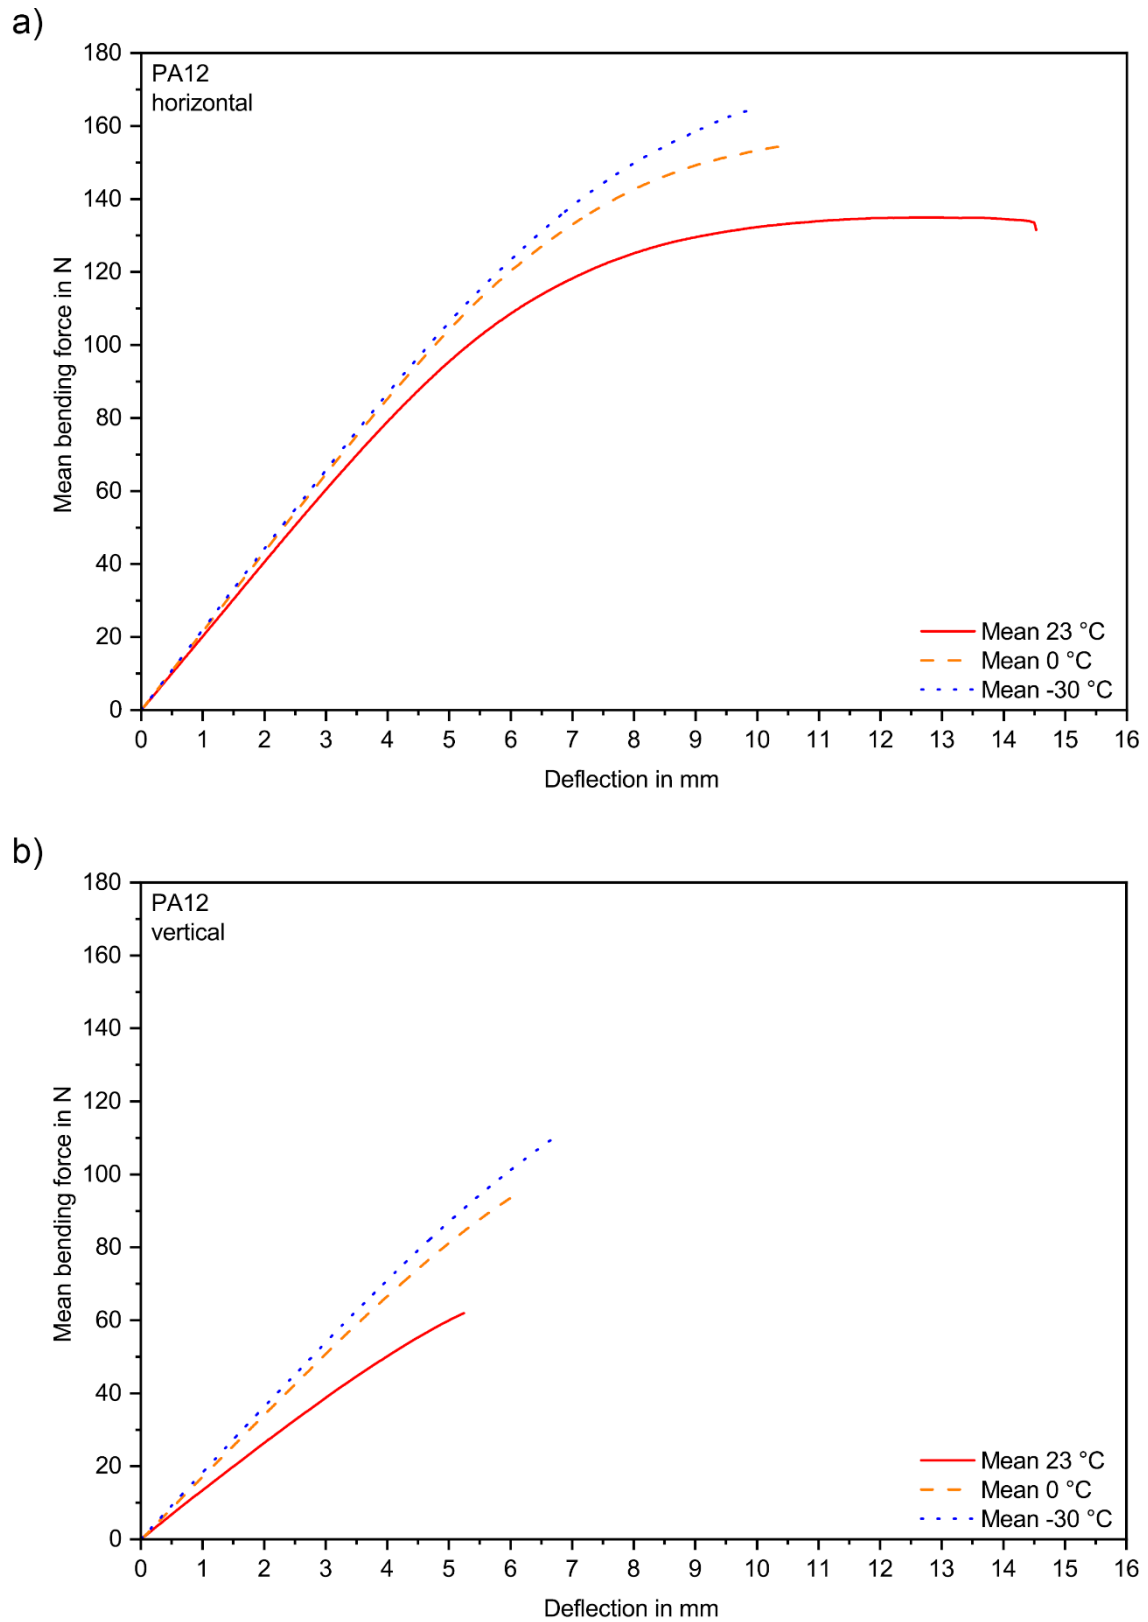 a)
180
160
140
120
100
80
60
40
20
0
Mean bending force in N
PA12
horizontal
Mean 23 °C
Mean 0 °C
Mean -30 °C
0 1 2 3 4 5 6 7 8 9 10 11 12 13 14 15 16
Deflection in mm
b)
180
160
140
120
100
80
60
40
20
0
Mean bending force in N
PA12
vertical
Mean 23 °C
Mean 0 °C
Mean -30 °C
0 1 2 3 4 5 6 7 8 9 10 11 12 13 14 15 16
Deflection in mm